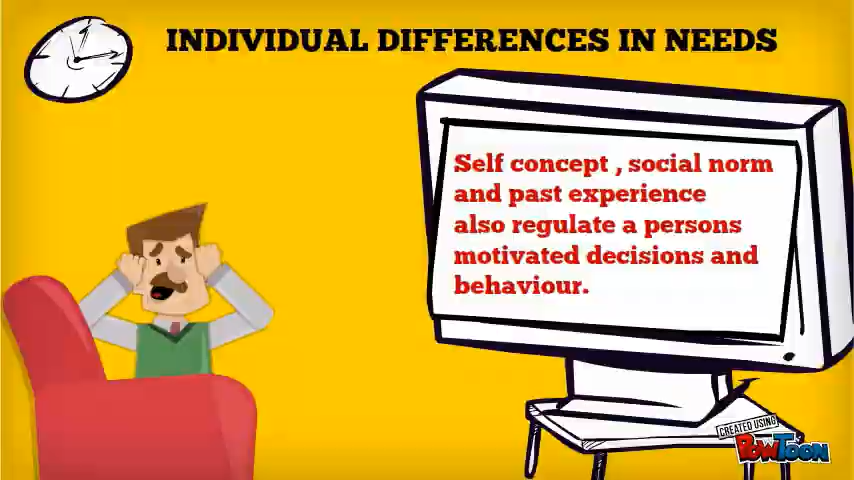 INDIVIDUAL DIFFERENCES IN NEEDS
Self concept , social norm
and past experience
also regulate a persons
motivated decisions and
behaviour.
CREATED USING
POWTOON